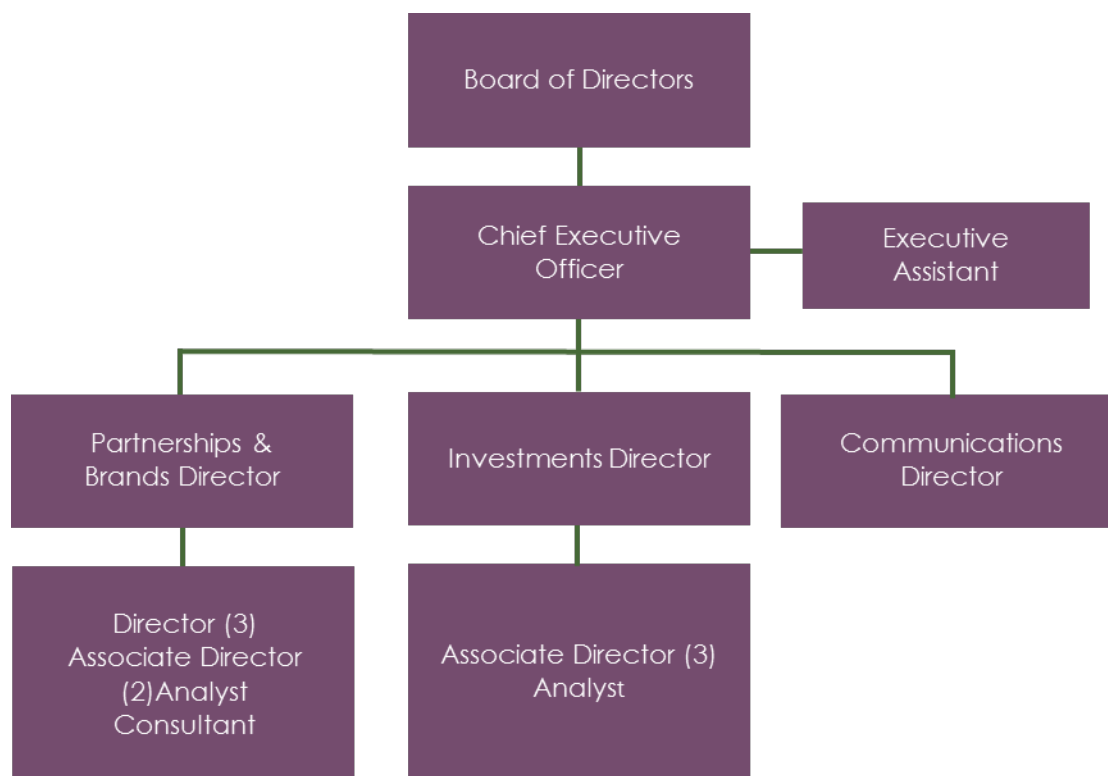 Board of Directors
Chief Executive
Officer
Executive
Assistant
Partnerships &
Brands Director
Investments Director
Communications
Director
Director (3)
Associate Director
(2)Analyst
Consultant
Associate Director (3)
Analyst